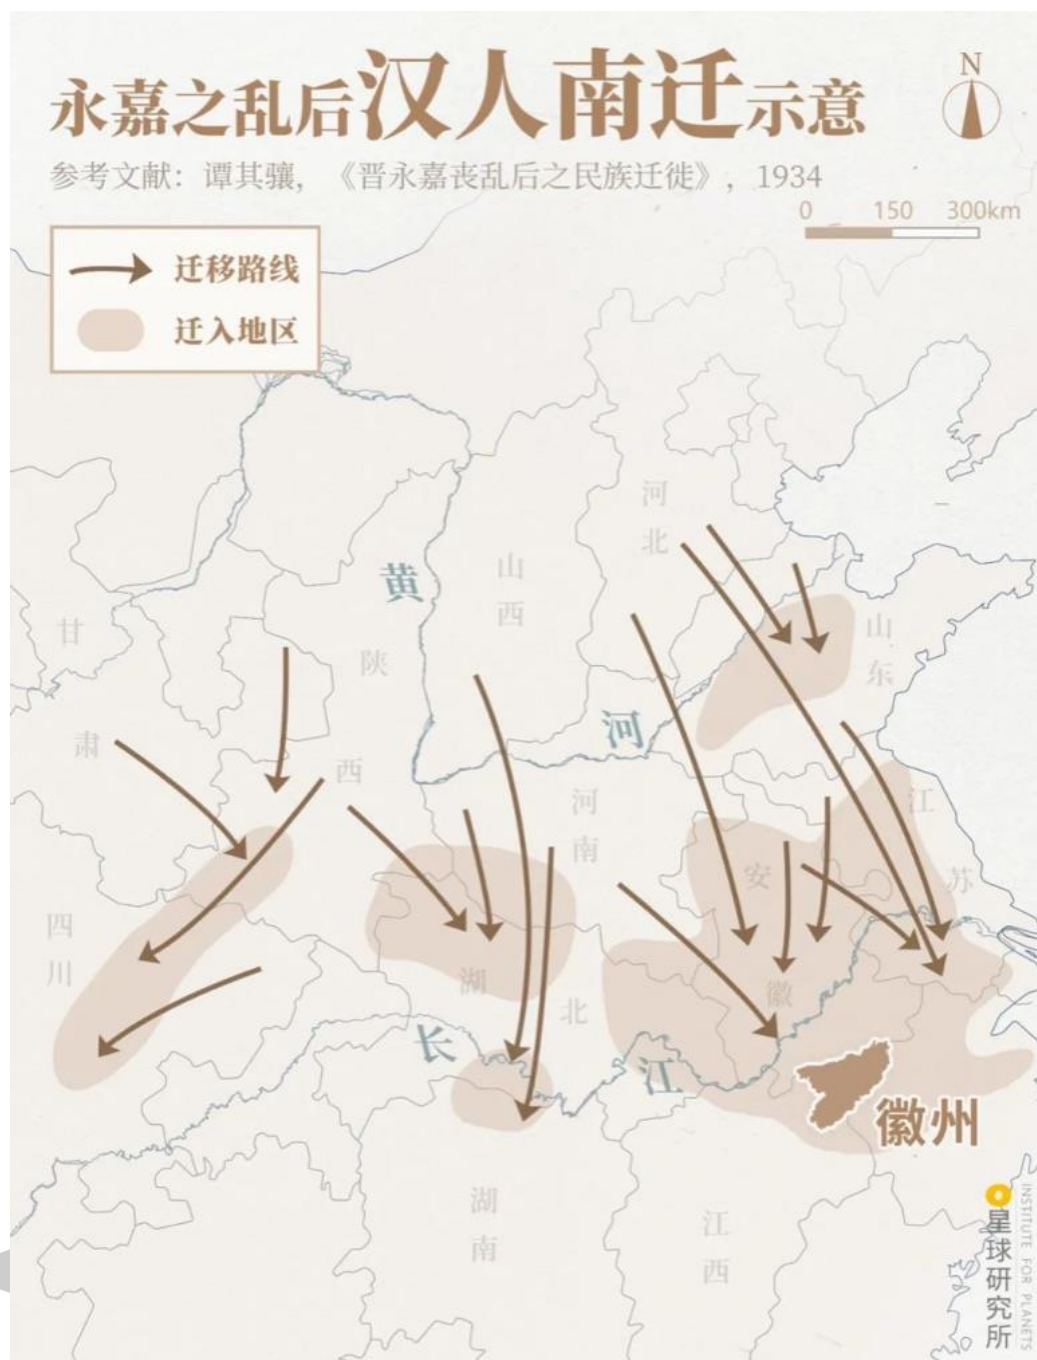 永嘉之乱后汉人南迁示意
参考文献：谭其骧，《晋永嘉丧乱后之民族迁徙》，1934
N
0 150 300km
迁移路线
迁入地区
河北
山西
黄河
山东
甘肃
陕西
河南
江苏
安徽
四川
湖北
长江
徽州
湖南
江西
星球研究所
INSTITUTE FOR PLANETS